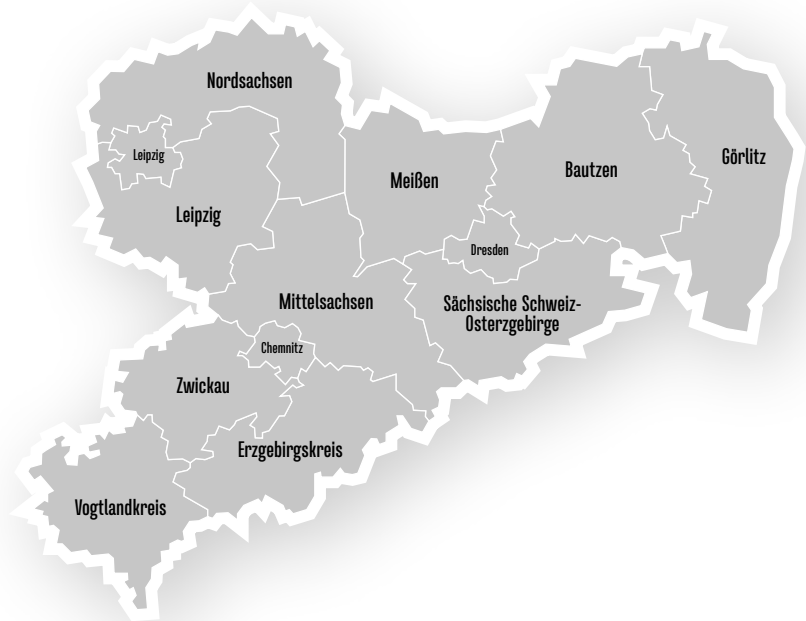 Nordsachsen
Leipzig
Leipzig
Meißen
Bautzen
Görlitz
Dresden
Mittelsachsen
Sächsische Schweiz-
Osterzgebirge
Chemnitz
Zwickau
Erzgebirgskreis
Vogtlandkreis